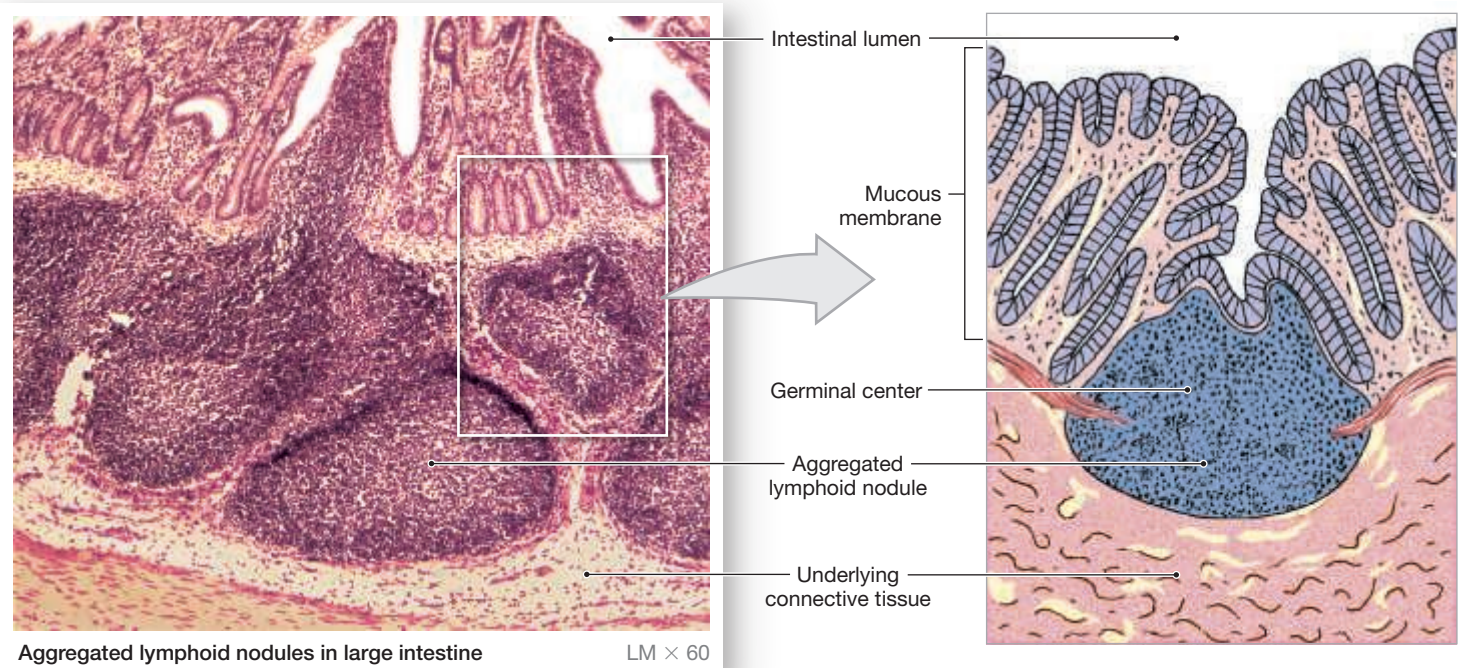 Intestinal lumen
Mucous
membrane
Germinal center
Aggregated
lymphoid nodule
Underlying
connective tissue
Aggregated lymphoid nodules in large intestine
LM × 60